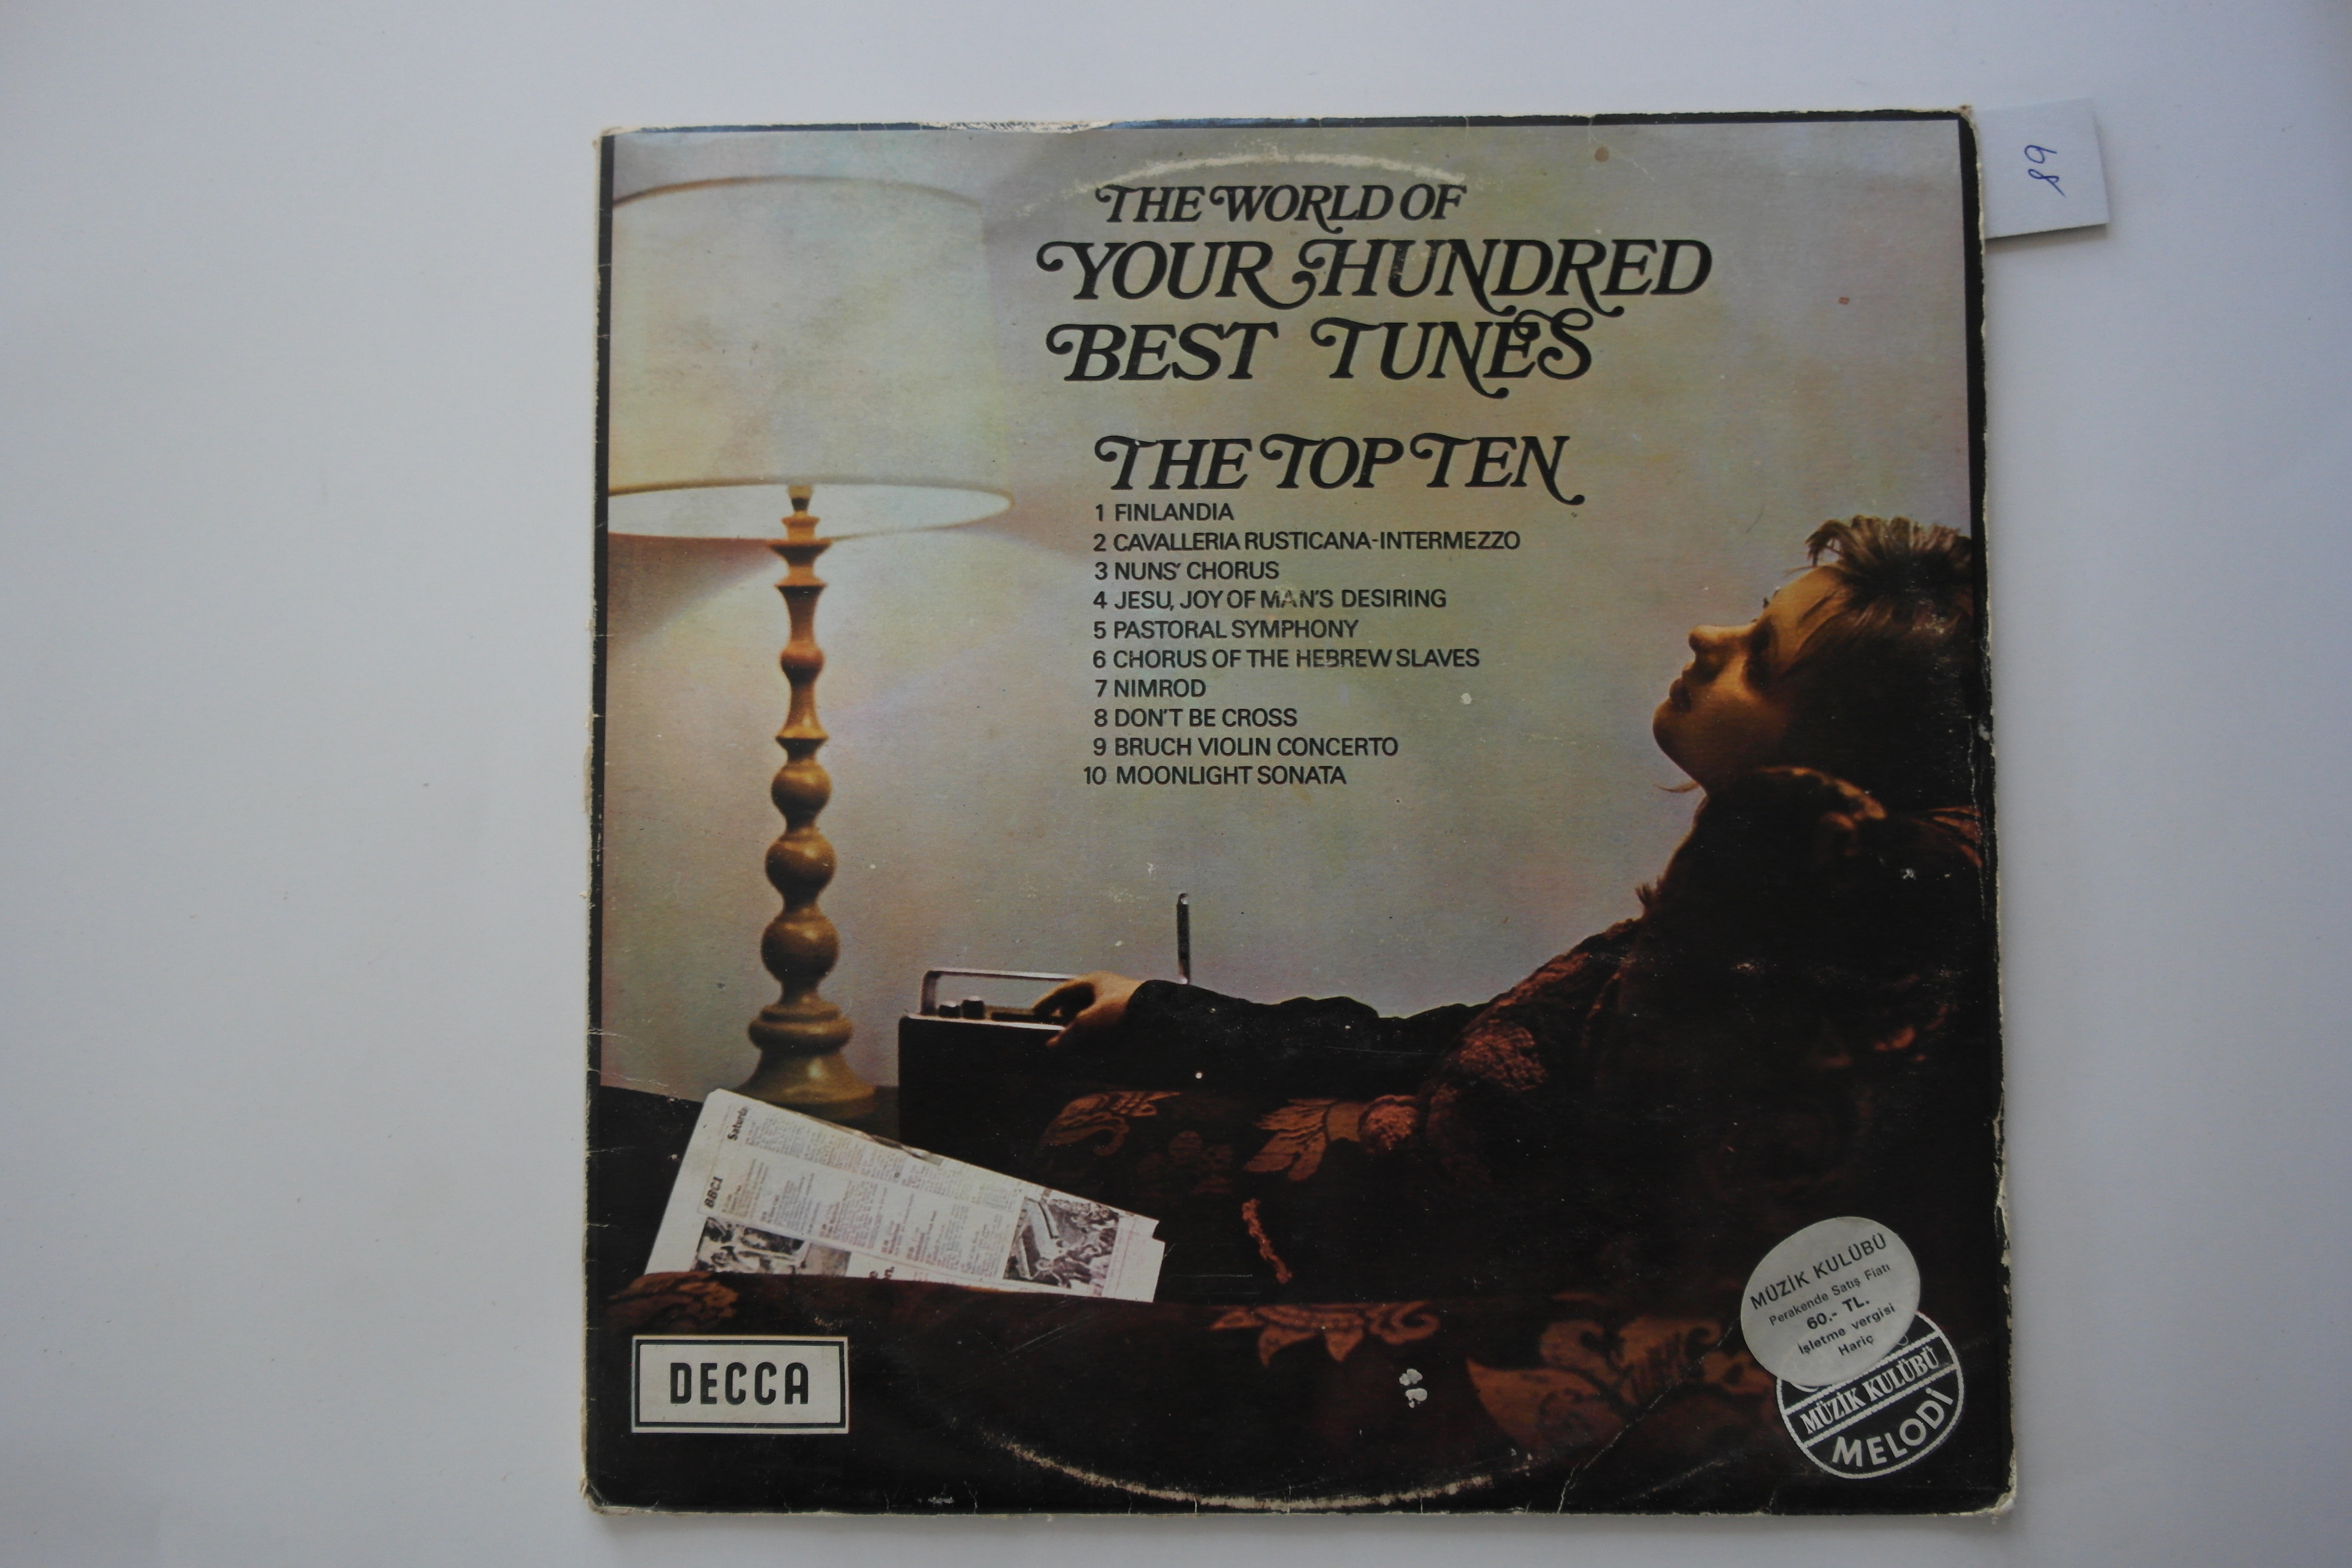 THE WORLD OF
YOUR HUNDRED
BEST TUNES
THE TOP TEN
1 FINLANDIA
2 CAVALLERIA RUSTICANA-INTERMEZZO
3 NUNS' CHORUS
4 JESU, JOY OF MAN'S DESIRING
5 PASTORAL SYMPHONY
6 CHORUS OF THE HEBREW SLAVES
7 NIMROD
8 DON'T BE CROSS
9 BRUCH VIOLIN CONCERTO
10 MOONLIGHT SONATA
89
BBC1
DECCA
MÜZİK KULÜBÜ
Perakende Satış Fiatı
60.- TL.
İşletme vergisi
Hariç
MÜZİK KULÜBÜ
MELODİ